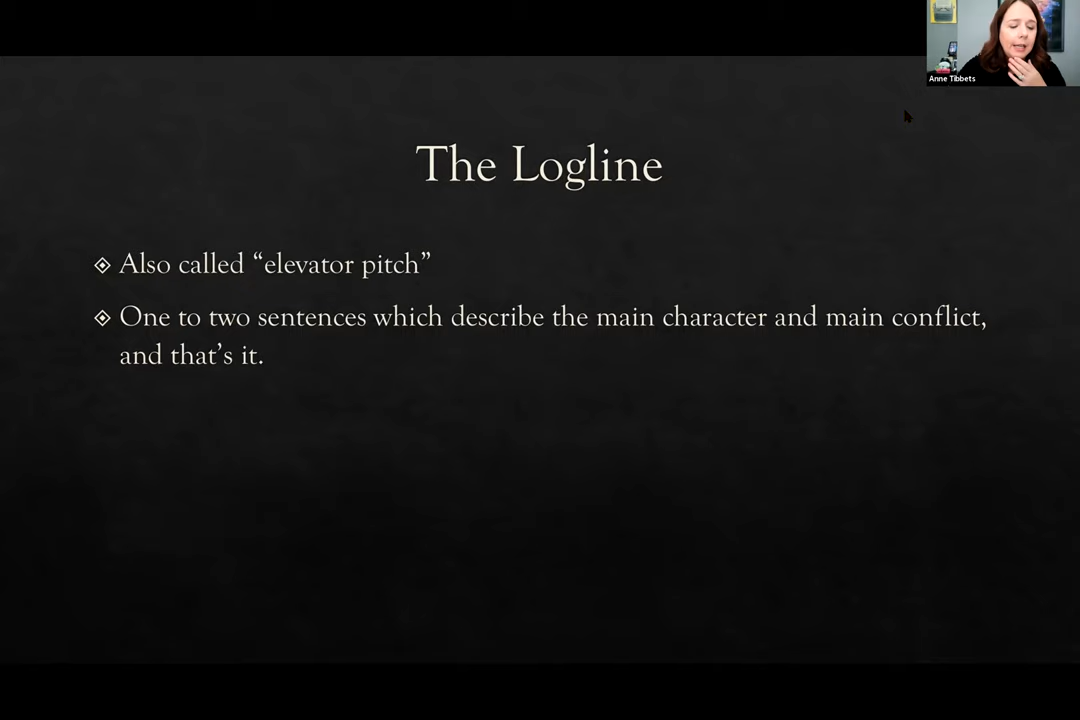 Anne Tibbets
The Logline
Also called “elevator pitch”
One to two sentences which describe the main character and main conflict,
and that’s it.